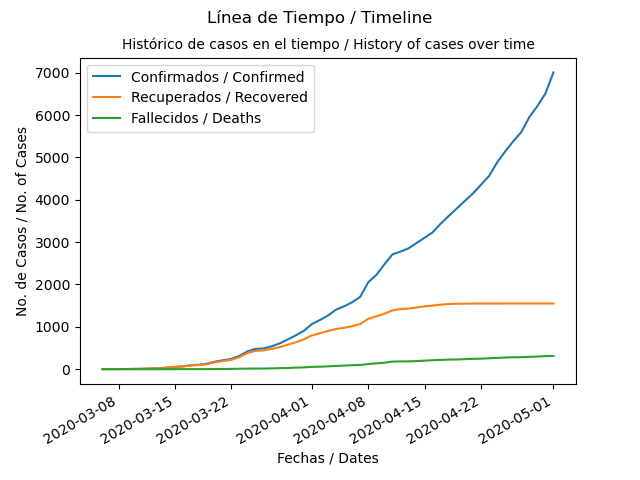 Línea de Tiempo / Timeline
Histórico de casos en el tiempo / History of cases over time
Confirmados / Confirmed
Recuperados / Recovered
Fallecidos / Deaths
No. de Casos / No. of Cases
7000
6000
5000
4000
3000
2000
1000
0
2020-03-08
2020-03-15
2020-03-22
2020-04-01
2020-04-08
2020-04-15
2020-04-22
2020-05-01
Fechas / Dates